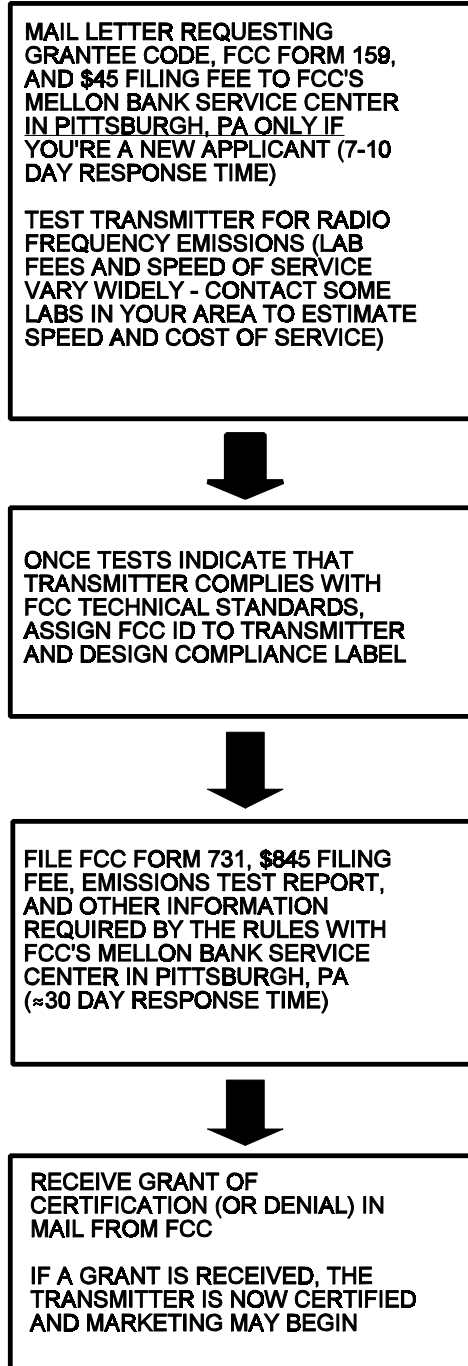 MAIL LETTER REQUESTING
GRANTEE CODE, FCC FORM 159,
AND $45 FILING FEE TO FCC'S
MELLON BANK SERVICE CENTER
IN PITTSBURGH, PA ONLY IF
YOU'RE A NEW APPLICANT (7-10
DAY RESPONSE TIME)
TEST TRANSMITTER FOR RADIO
FREQUENCY EMISSIONS (LAB
FEES AND SPEED OF SERVICE
VARY WIDELY - CONTACT SOME
LABS IN YOUR AREA TO ESTIMATE
SPEED AND COST OF SERVICE)
ONCE TESTS INDICATE THAT
TRANSMITTER COMPLIES WITH
FCC TECHNICAL STANDARDS,
ASSIGN FCC ID TO TRANSMITTER
AND DESIGN COMPLIANCE LABEL
FILE FCC FORM 731, $845 FILING
FEE, EMISSIONS TEST REPORT,
AND OTHER INFORMATION
REQUIRED BY THE RULES WITH
FCC'S MELLON BANK SERVICE
CENTER IN PITTSBURGH, PA
(≈30 DAY RESPONSE TIME)
RECEIVE GRANT OF
CERTIFICATION (OR DENIAL) IN
MAIL FROM FCC
IF A GRANT IS RECEIVED, THE
TRANSMITTER IS NOW CERTIFIED
AND MARKETING MAY BEGIN